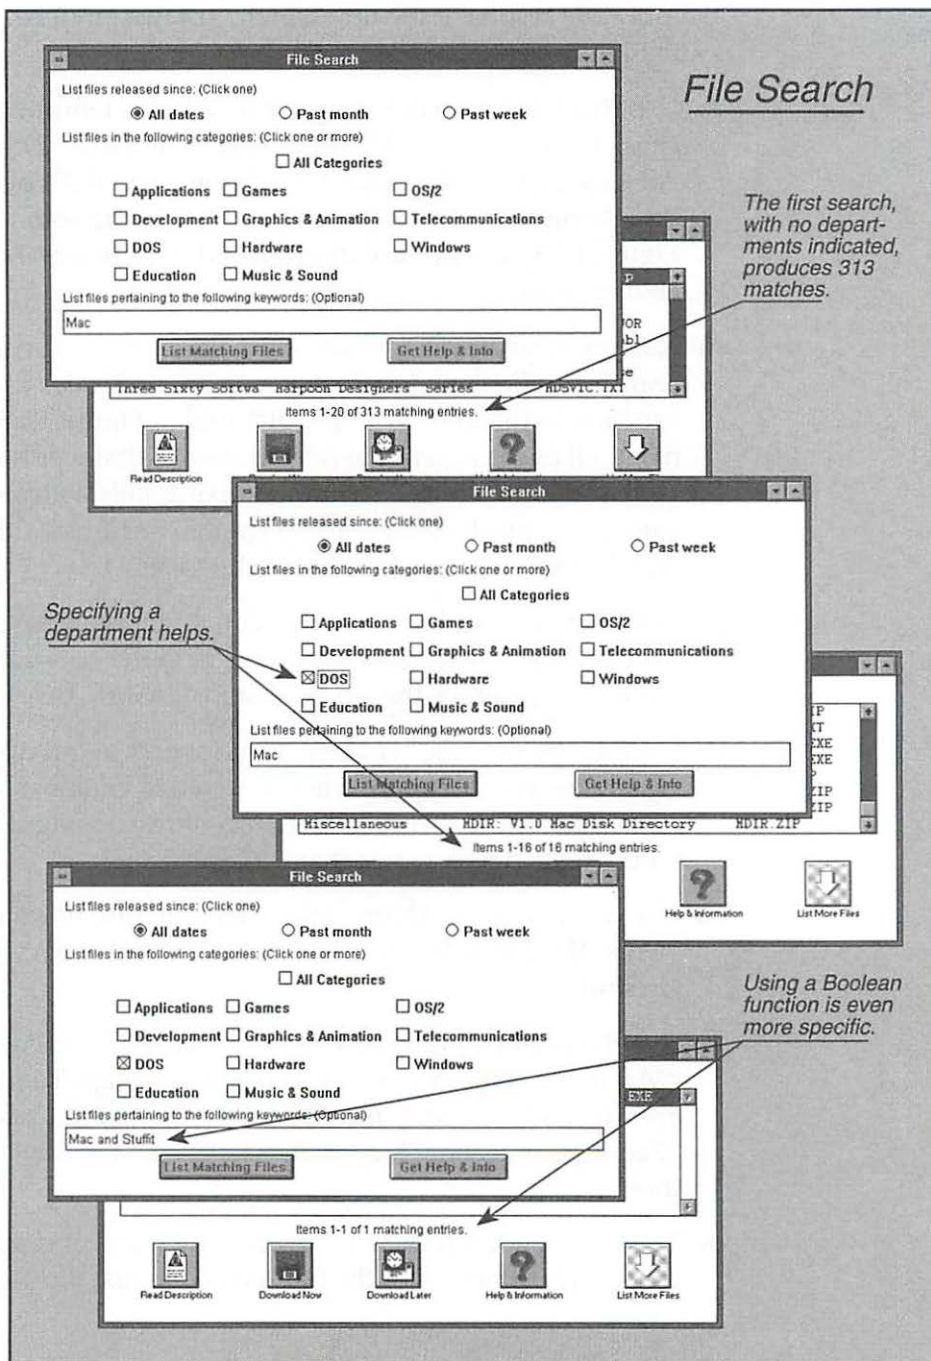 File Search
File Search
List files released since: (Click one)
All dates Past month Past week
List files in the following categories: (Click one or more)
All Categories
Applications Games OS/2
Development Graphics & Animation Telecommunications
DOS Hardware Windows
Education Music & Sound
List files pertaining to the following keywords: (Optional)
Mac
List Matching Files Get Help & Info
The first search,
with no depart-
ments indicated,
produces 313
matches.
Three Sixty Softwa Harpoon Designers' Series HDSVIC.TXT
Items 1-20 of 313 matching entries.
Read Description
File Search
List files released since: (Click one)
All dates Past month Past week
List files in the following categories: (Click one or more)
All Categories
Applications Games OS/2
Development Graphics & Animation Telecommunications
DOS Hardware Windows
Education Music & Sound
List files pertaining to the following keywords: (Optional)
Mac
List Matching Files Get Help & Info
Specifying a
department helps.
EXE
EXE
ZIP
ZIP
Miscellaneous MDIR: V1.0 Mac Disk Directory MDIR.ZIP
Items 1-16 of 16 matching entries.
Help & Information List More Files
File Search
List files released since: (Click one)
All dates Past month Past week
List files in the following categories: (Click one or more)
All Categories
Applications Games OS/2
Development Graphics & Animation Telecommunications
DOS Hardware Windows
Education Music & Sound
List files pertaining to the following keywords: (Optional)
Mac and Stuffit
List Matching Files Get Help & Info
Using a Boolean
function is even
more specific.
EXE
Items 1-1 of 1 matching entries.
Read Description Download Now Download Later Help & Information List More Files